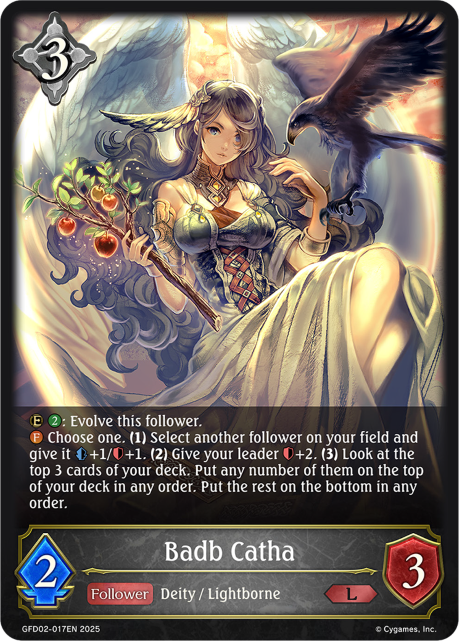 3
E 2: Evolve this follower.
F Choose one. (1) Select another follower on your field and
give it +1/+1. (2) Give your leader +2. (3) Look at the
top 3 cards of your deck. Put any number of them on the top
of your deck in any order. Put the rest on the bottom in any
order.
Badb Catha
2
Follower Deity / Lightborne L
3
GFD02-017EN 2025 © Cygames, Inc.